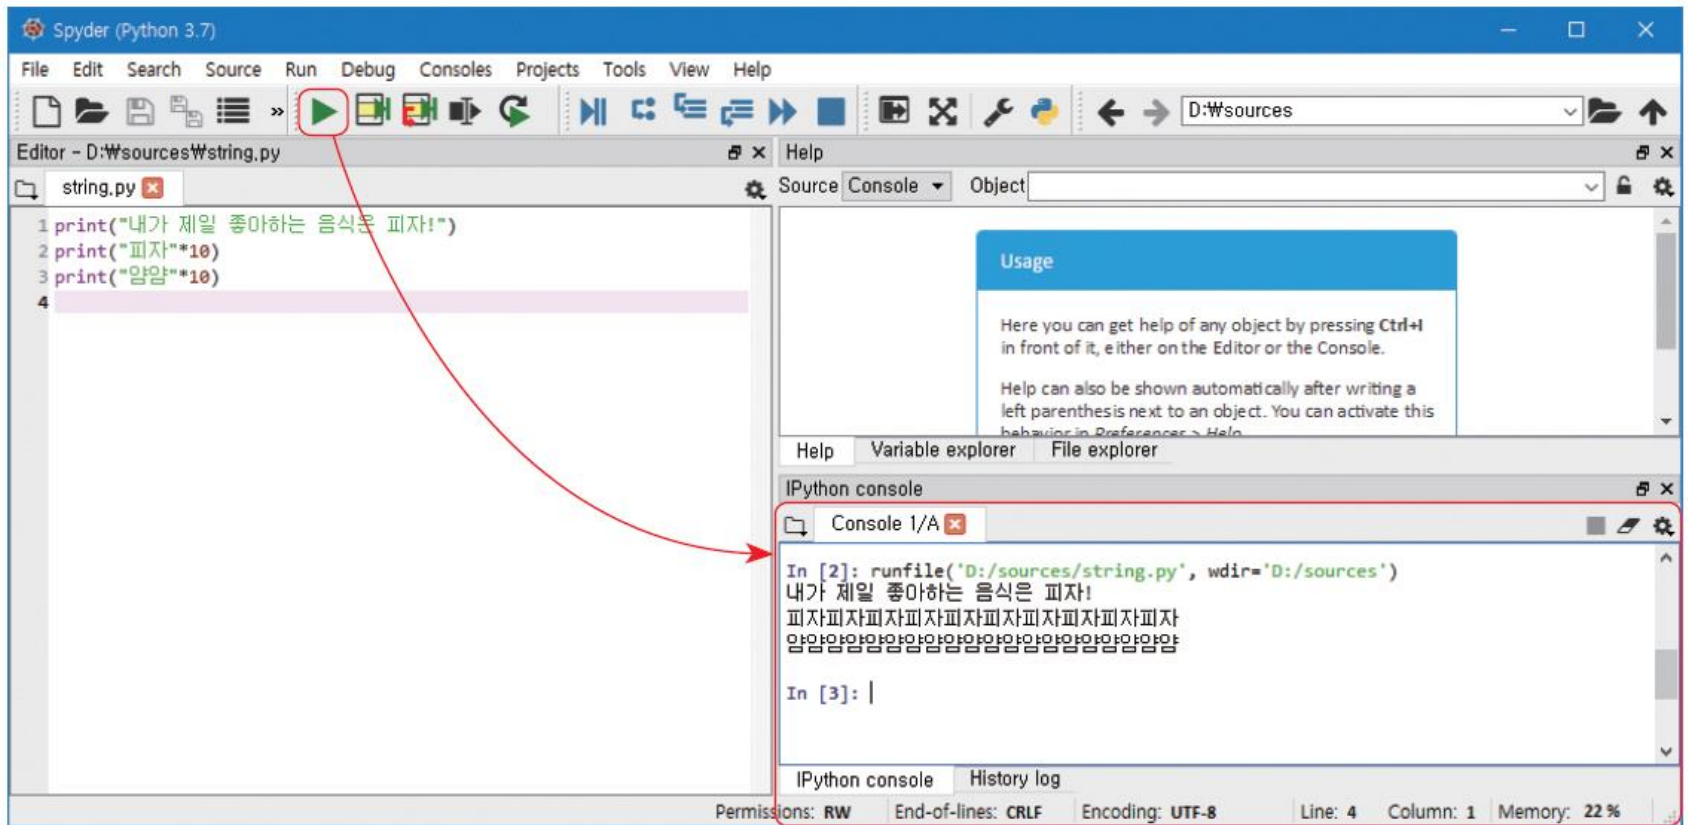 Spyder (Python 3.7)
File Edit Search Source Run Debug Consoles Projects Tools View Help
D:₩sources
Editor - D:₩sources₩string.py
string.py
1 print("내가 제일 좋아하는 음식은 피자!")
2 print("피자"*10)
3 print("얌얌"*10)
4
Help
Source Console Object
Usage
Here you can get help of any object by pressing Ctrl+I
in front of it, either on the Editor or the Console.
Help can also be shown automatically after writing a
left parenthesis next to an object. You can activate this
behavior in Preferences > Help
Help Variable explorer File explorer
IPython console
Console 1/A
In [2]: runfile('D:/sources/string.py', wdir='D:/sources')
내가 제일 좋아하는 음식은 피자!
피자피자피자피자피자피자피자피자피자피자
얌얌얌얌얌얌얌얌얌얌얌얌얌얌얌얌얌얌얌얌
In [3]:
IPython console History log
Permissions: RW End-of-lines: CRLF Encoding: UTF-8 Line: 4 Column: 1 Memory: 22 %